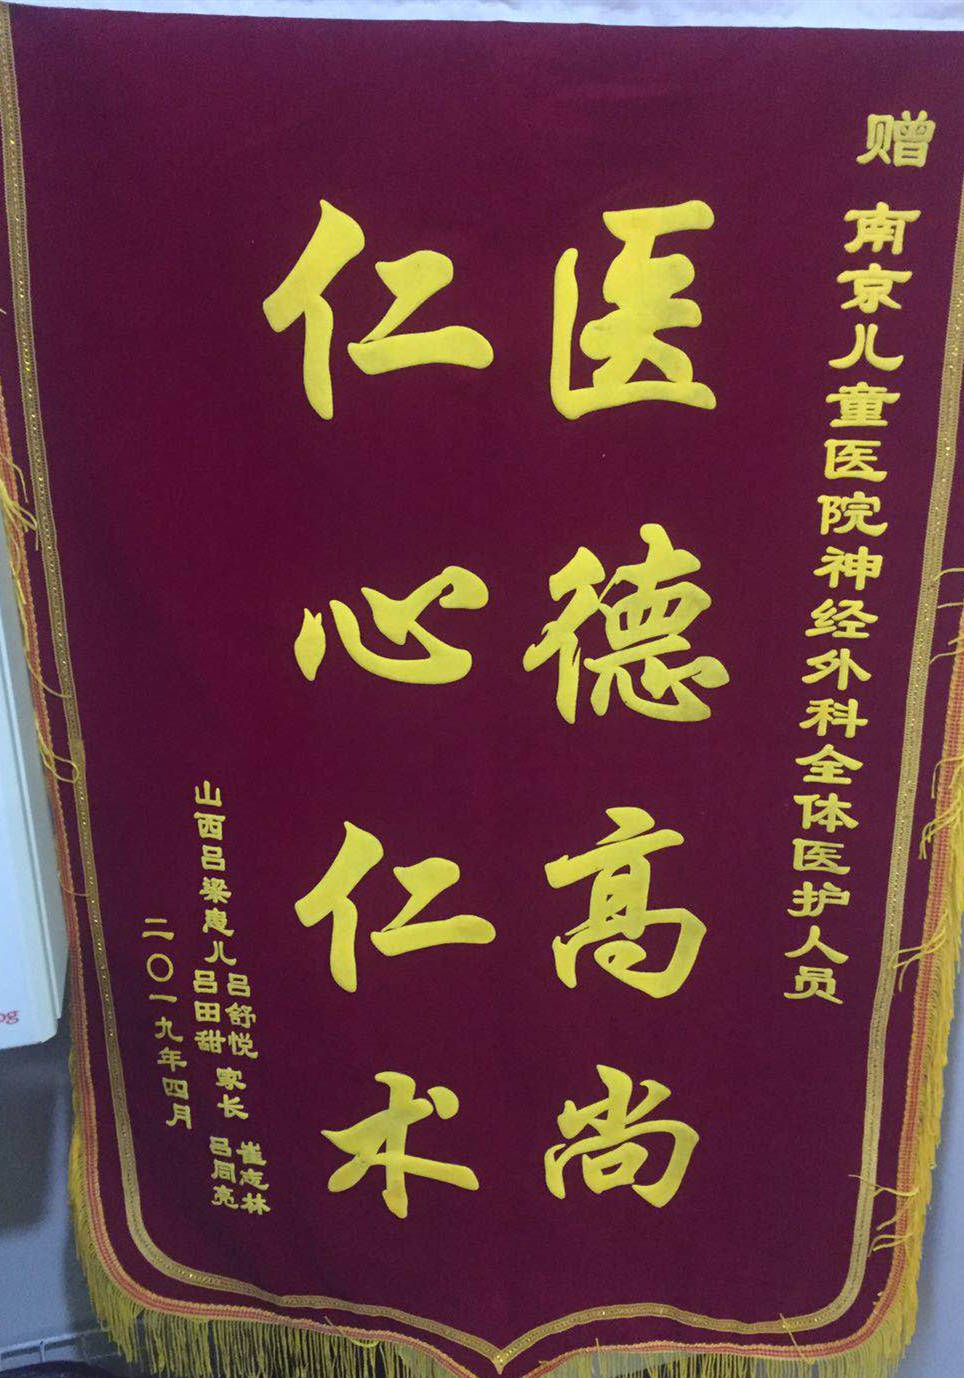 赠 南京儿童医院神经外科全体医护人员
医德高尚
仁心仁术
山西吕梁患儿 吕舒悦 吕田甜 家长 崔志林 吕同亮
二〇一九年四月
og